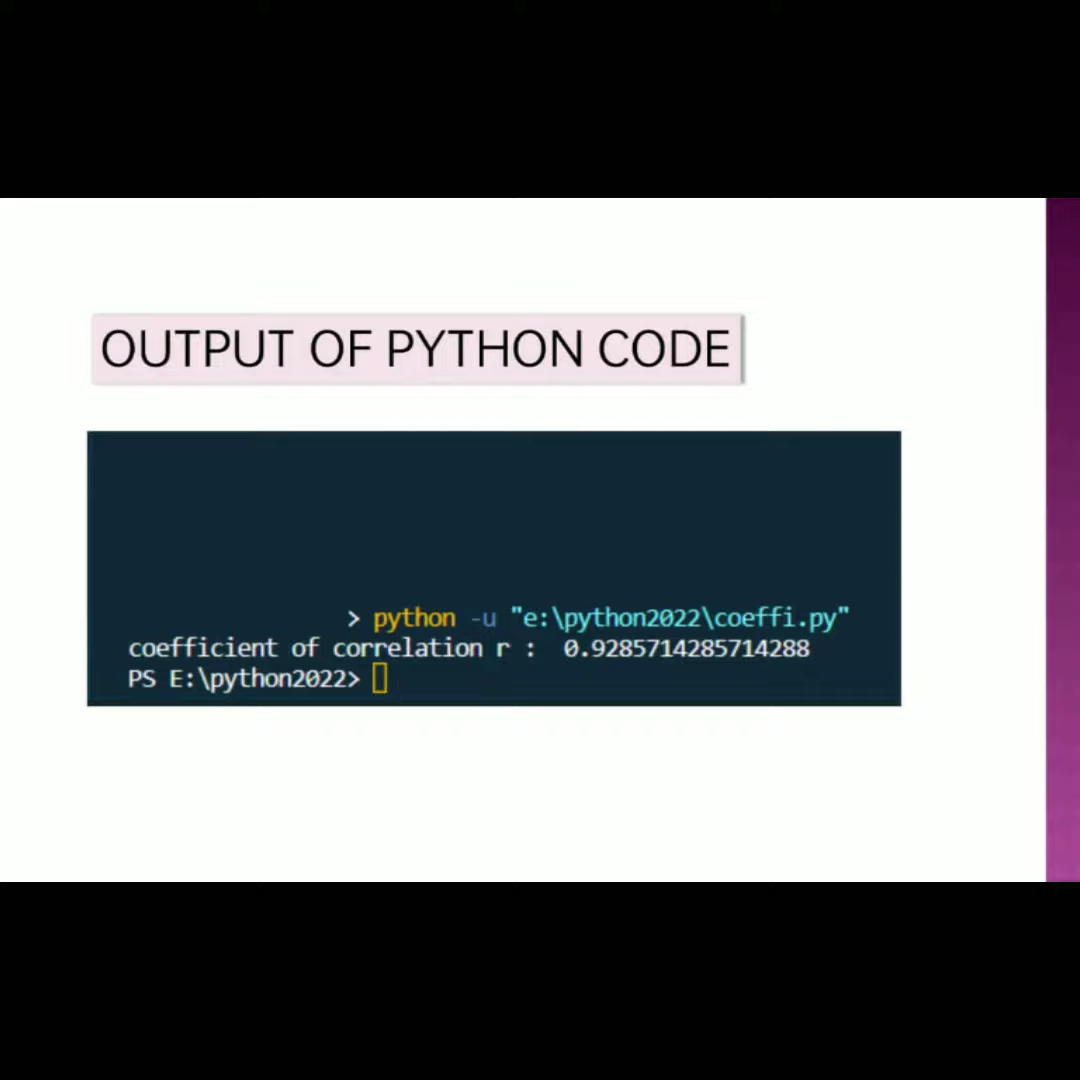 OUTPUT OF PYTHON CODE
> python -u "e:\python2022\coeffi.py"
coefficient of correlation r :  0.9285714285714288
PS E:\python2022>